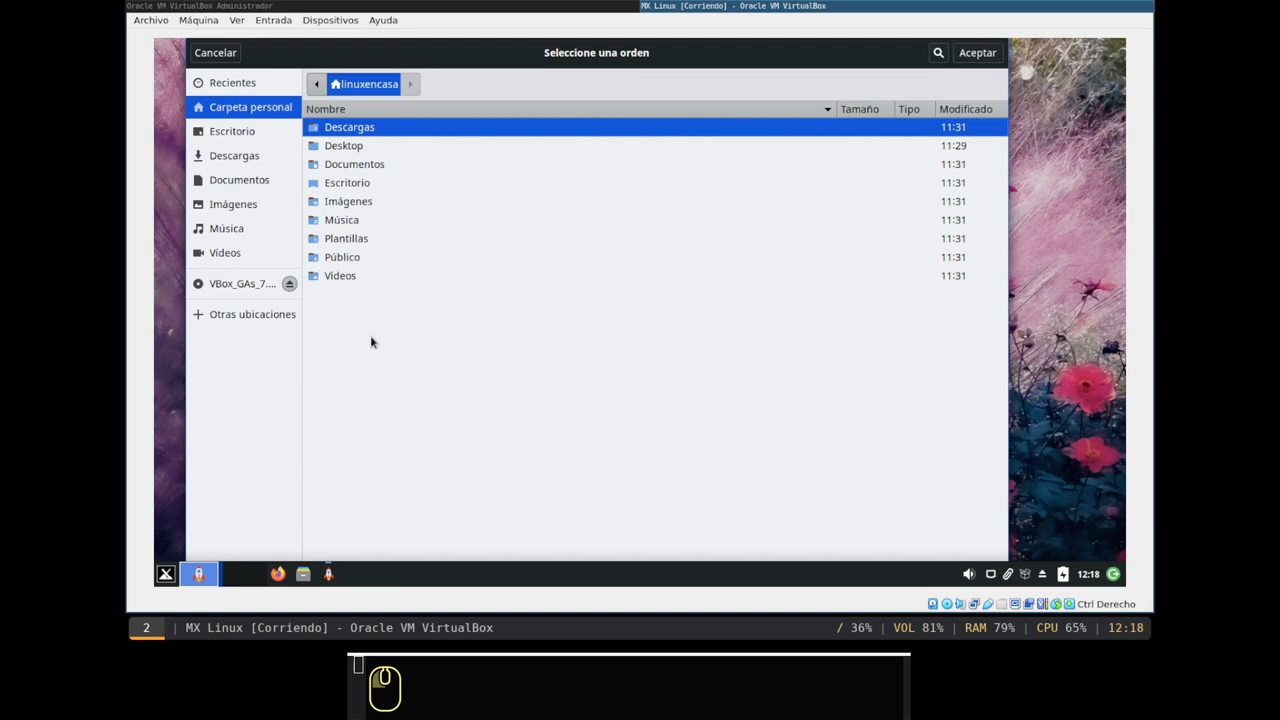 Oracle VM VirtualBox Administrador
MX Linux [Corriendo] - Oracle VM VirtualBox
Archivo Máquina Ver Entrada Dispositivos Ayuda
Cancelar Seleccione una orden Aceptar
Recientes
Carpeta personal
Escritorio
Descargas
Documentos
Imágenes
Música
Vídeos
VBox_GAs_7....
Otras ubicaciones
linuxencasa
Nombre Tamaño Tipo Modificado
Descargas 11:31
Desktop 11:29
Documentos 11:31
Escritorio 11:31
Imágenes 11:31
Música 11:31
Plantillas 11:31
Público 11:31
Vídeos 11:31
12:18
Ctrl Derecho
2 | MX Linux [Corriendo] - Oracle VM VirtualBox / 36% | VOL 81% | RAM 79% | CPU 65% | 12:18